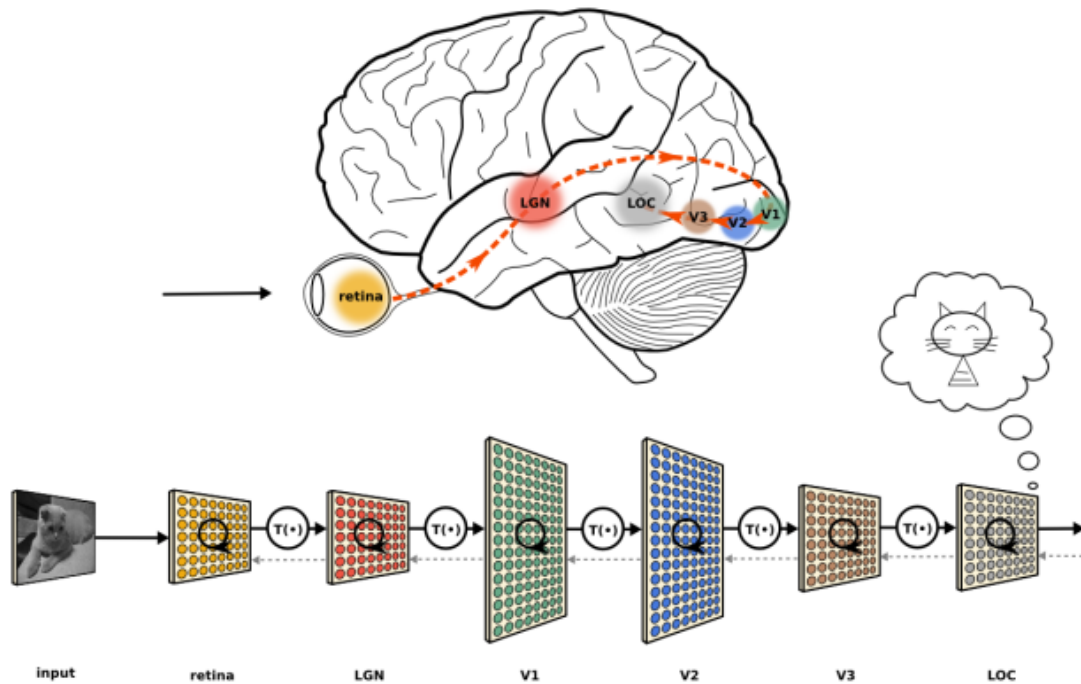 LGN
LOC
V3
V2
V1
retina
T(•)
T(•)
T(•)
T(•)
T(•)
input
retina
LGN
V1
V2
V3
LOC